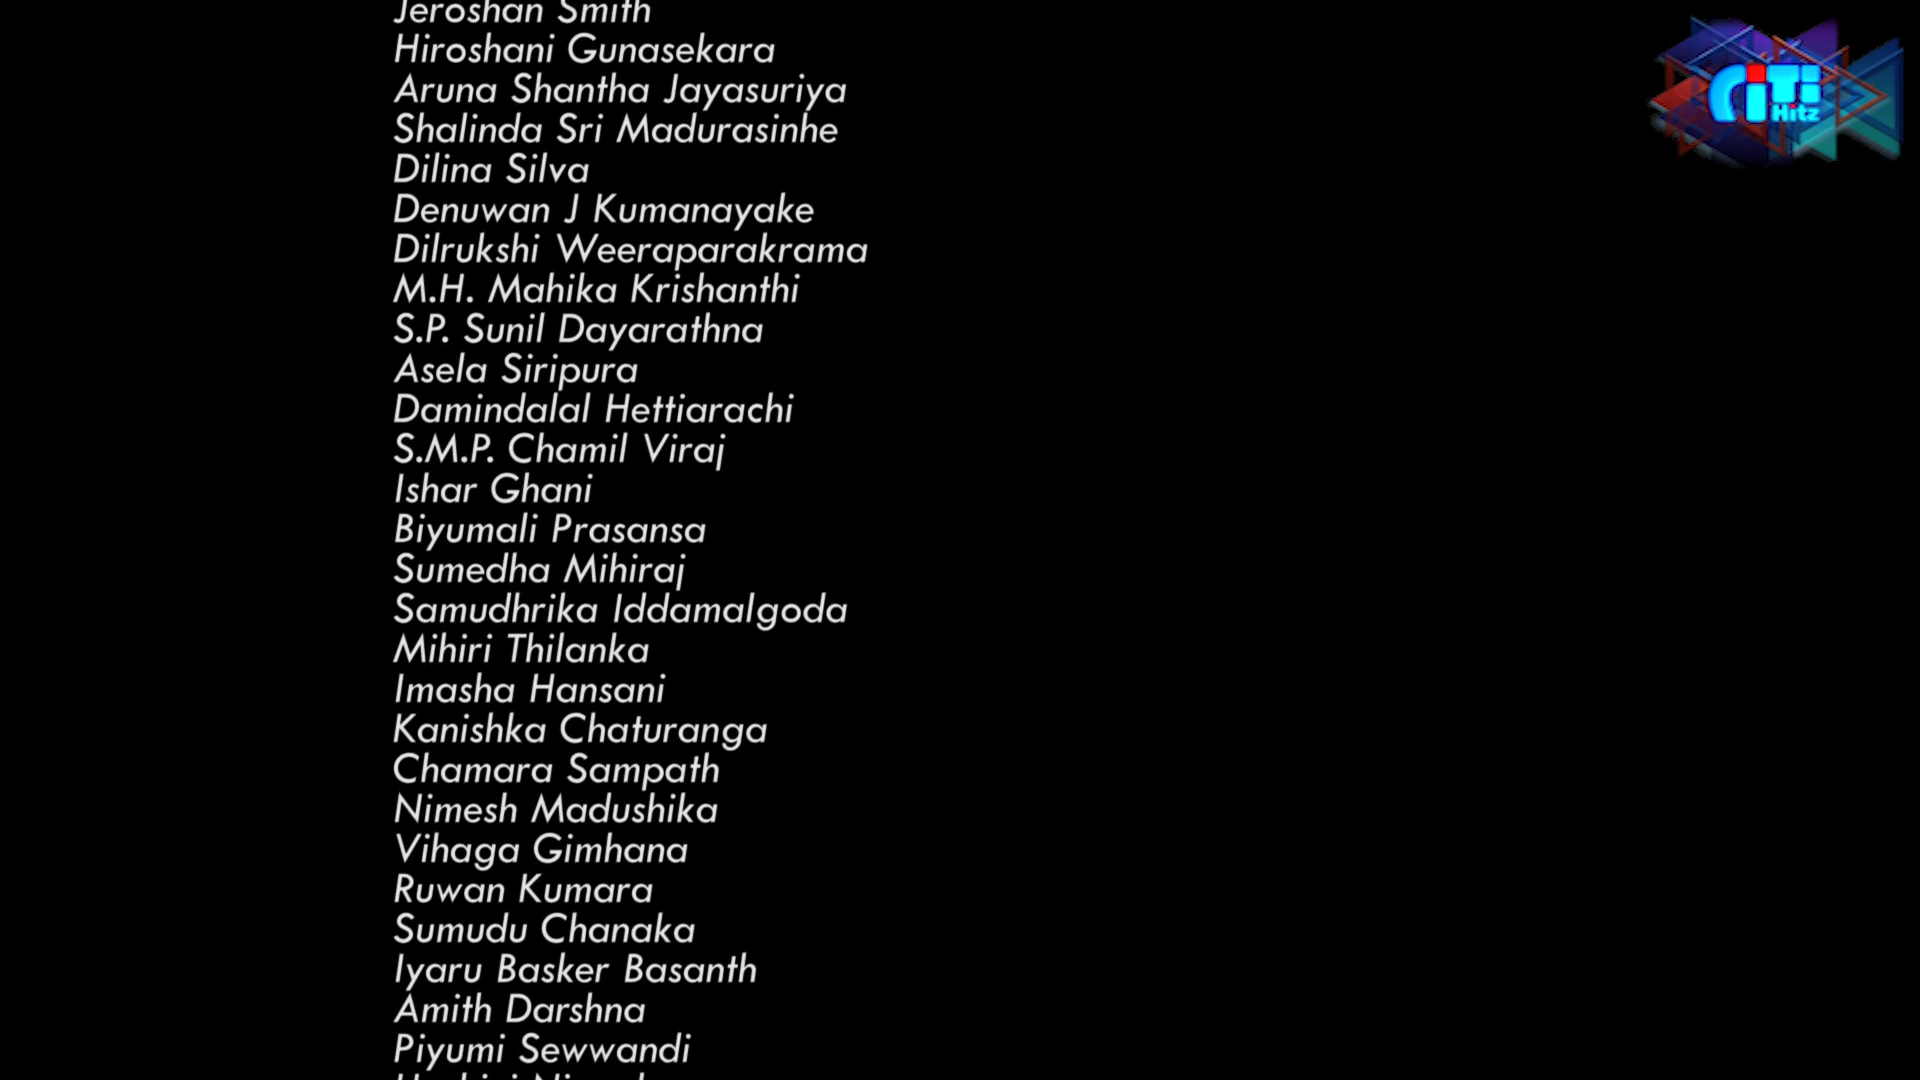 Jeroshan Smith
Hiroshani Gunasekara
Aruna Shantha Jayasuriya
Shalinda Sri Madurasinhe
Dilina Silva
Denuwan J Kumanayake
Dilrukshi Weeraparakrama
M.H. Mahika Krishanthi
S.P. Sunil Dayarathna
Asela Siripura
Damindalal Hettiarachi
S.M.P. Chamil Viraj
Ishar Ghani
Biyumali Prasansa
Sumedha Mihiraj
Samudhrika Iddamalgoda
Mihiri Thilanka
Imasha Hansani
Kanishka Chaturanga
Chamara Sampath
Nimesh Madushika
Vihaga Gimhana
Ruwan Kumara
Sumudu Chanaka
Iyaru Basker Basanth
Amith Darshna
Piyumi Sewwandi
CiTi
Hitz